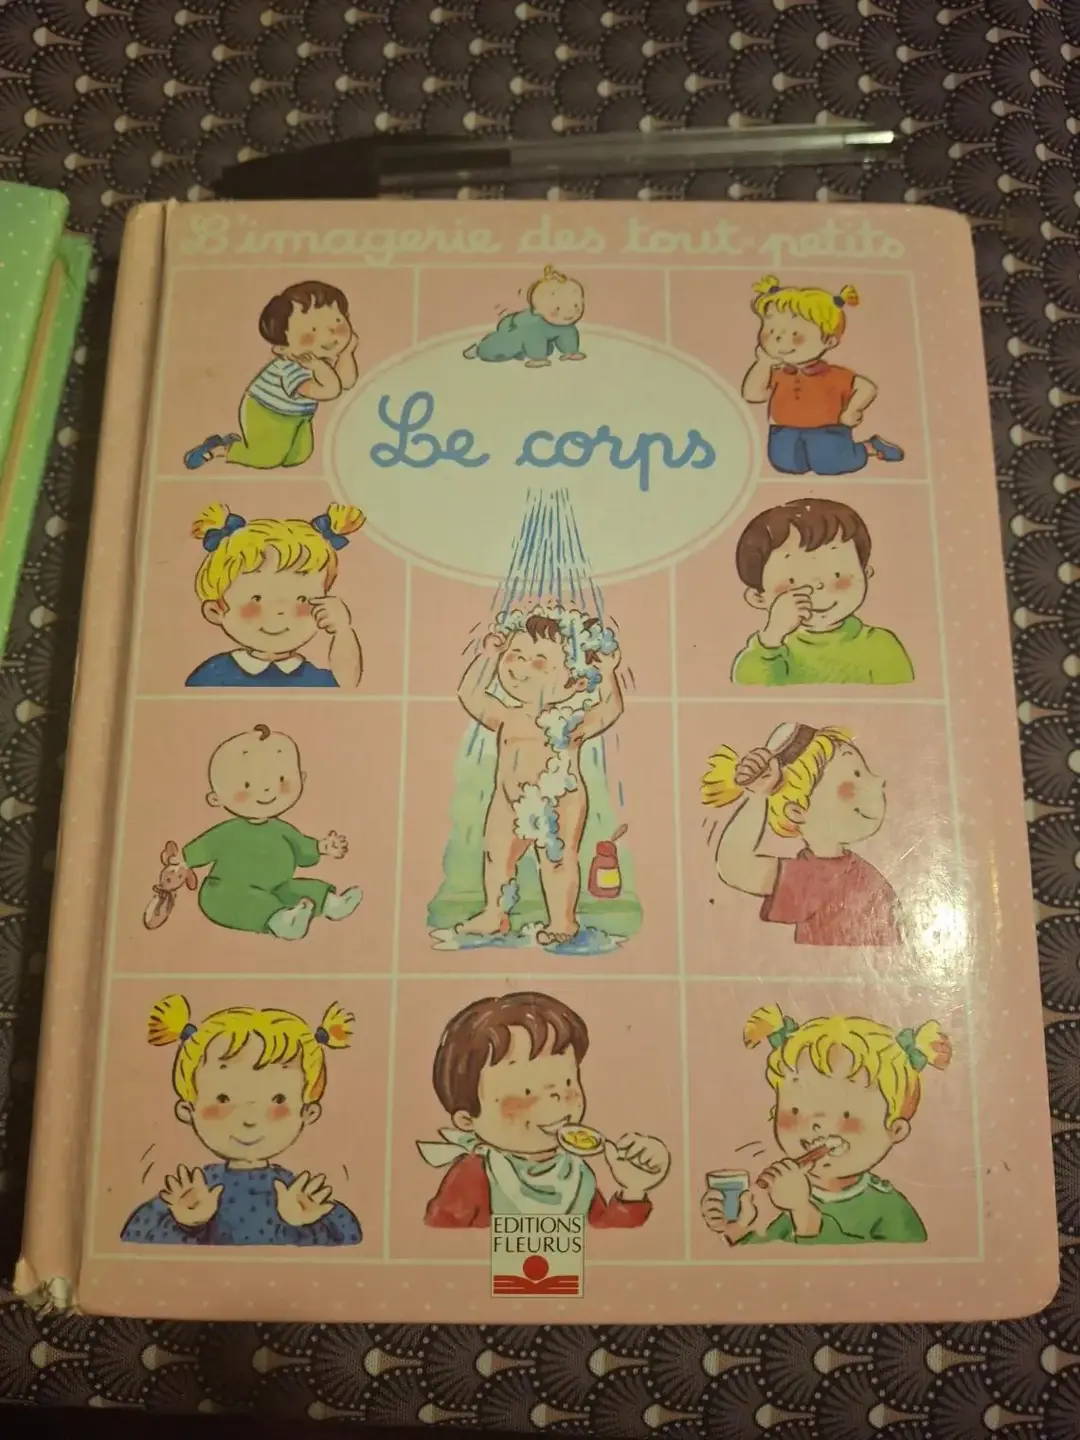 L'imagerie des tout-petits
Le corps
EDITIONS
FLEURUS